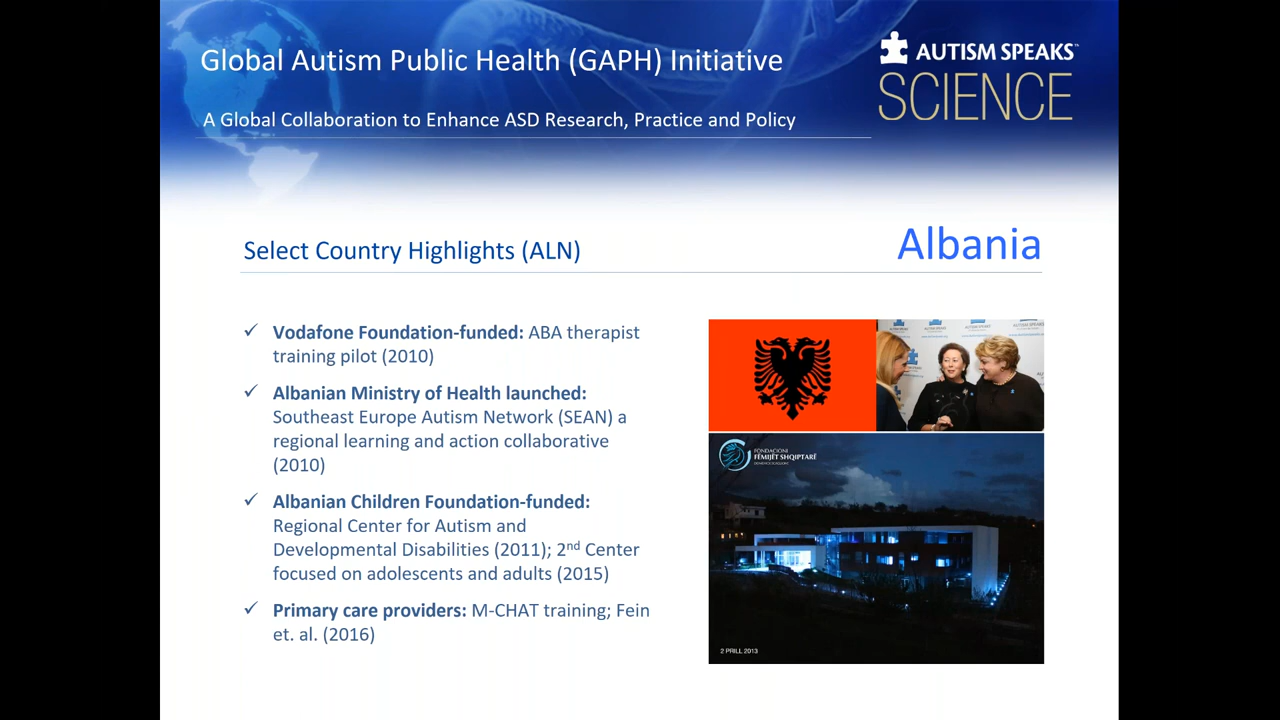 Global Autism Public Health (GAPH) Initiative
A Global Collaboration to Enhance ASD Research, Practice and Policy
AUTISM SPEAKS™
SCIENCE
Select Country Highlights (ALN)
Albania
✓ Vodafone Foundation-funded: ABA therapist
training pilot (2010)
✓ Albanian Ministry of Health launched:
Southeast Europe Autism Network (SEAN) a
regional learning and action collaborative
(2010)
✓ Albanian Children Foundation-funded:
Regional Center for Autism and
Developmental Disabilities (2011); 2nd Center
focused on adolescents and adults (2015)
✓ Primary care providers: M-CHAT training; Fein
et. al. (2016)
AUTISM SPEAKS
FONDACIONI
FËMIJËT SHQIPTARË
2 PRILL 2013